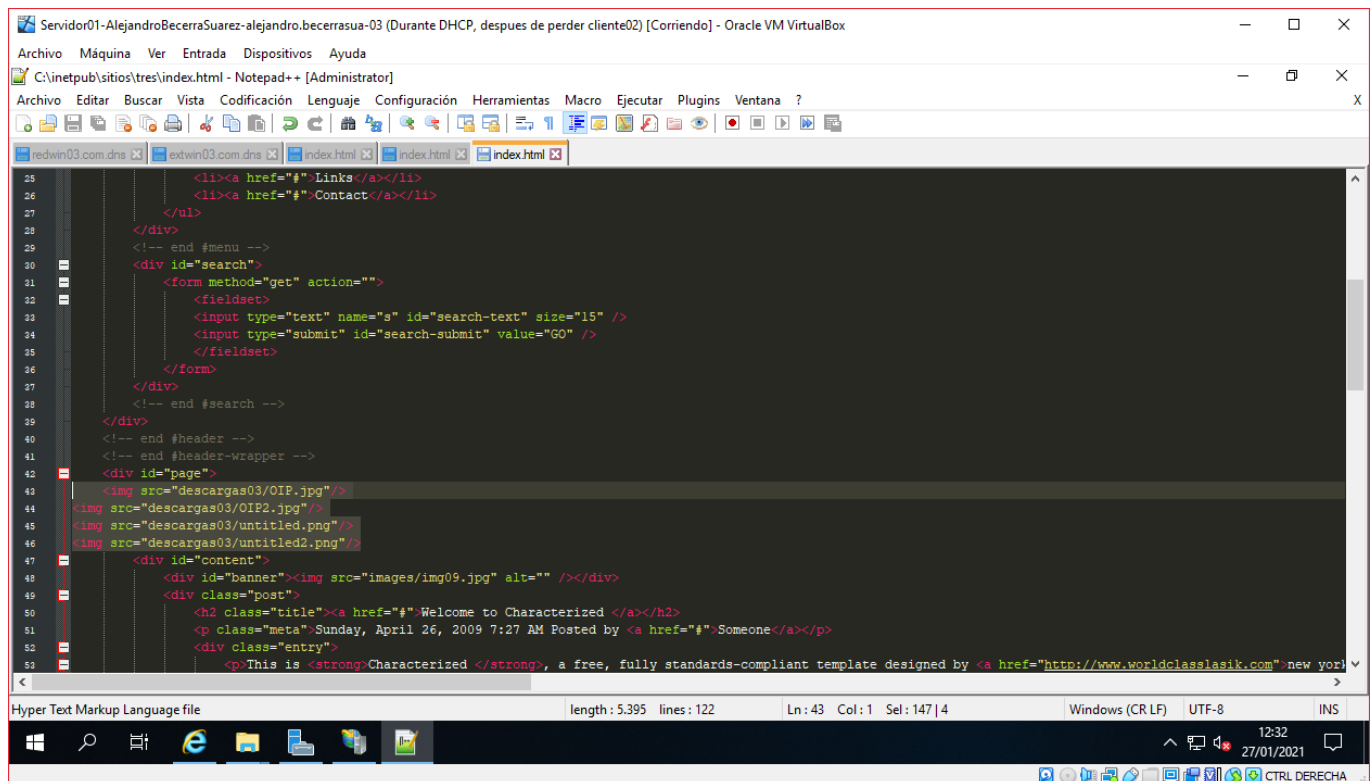 Servidor01-AlejandroBecerraSuarez-alejandro.becerrasua-03 (Durante DHCP, despues de perder cliente02) [Corriendo] - Oracle VM VirtualBox
Archivo Máquina Ver Entrada Dispositivos Ayuda
C:\inetpub\sitios\tres\index.html - Notepad++ [Administrator]
Archivo Editar Buscar Vista Codificación Lenguaje Configuración Herramientas Macro Ejecutar Plugins Ventana ? X
redwin03.com.dns extwin03.com.dns index.html index.html index.html
25 <li><a href="#">Links</a></li>
26 <li><a href="#">Contact</a></li>
27 </ul>
28 </div>
29 <!-- end #menu -->
30 <div id="search">
31 <form method="get" action="">
32 <fieldset>
33 <input type="text" name="s" id="search-text" size="15" />
34 <input type="submit" id="search-submit" value="GO" />
35 </fieldset>
36 </form>
37 </div>
38 <!-- end #search -->
39 </div>
40 <!-- end #header -->
41 <!-- end #header-wrapper -->
42 <div id="page">
43 <img src="descargas03/OIP.jpg"/>
44 <img src="descargas03/OIP2.jpg"/>
45 <img src="descargas03/untitled.png"/>
46 <img src="descargas03/untitled2.png"/>
47 <div id="content">
48 <div id="banner"><img src="images/img09.jpg" alt="" /></div>
49 <div class="post">
50 <h2 class="title"><a href="#">Welcome to Characterized </a></h2>
51 <p class="meta">Sunday, April 26, 2009 7:27 AM Posted by <a href="#">Someone</a></p>
52 <div class="entry">
53 <p>This is <strong>Characterized </strong>, a free, fully standards-compliant template designed by <a href="http://www.worldclasslasik.com">new york
Hyper Text Markup Language file length : 5.395 lines : 122 Ln : 43 Col : 1 Sel : 147 | 4 Windows (CR LF) UTF-8 INS
12:32
27/01/2021
CTRL DERECHA